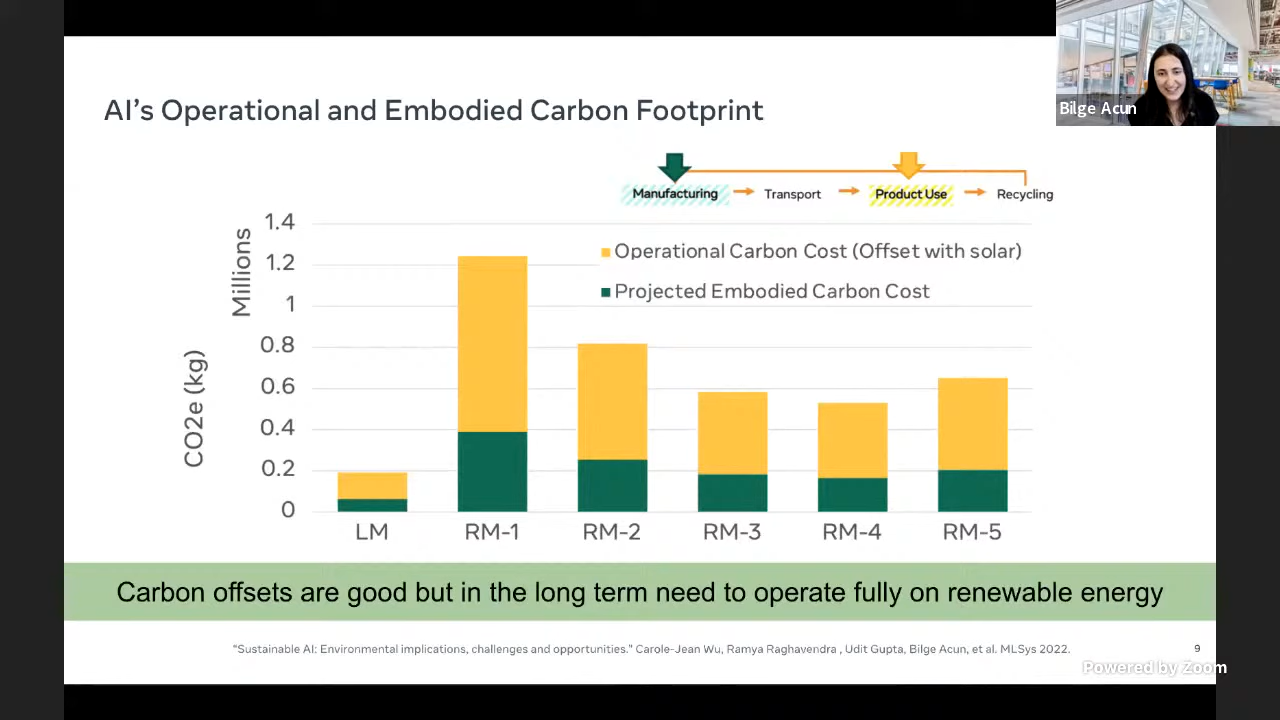 Bilge Acun
AI's Operational and Embodied Carbon Footprint
Manufacturing
Transport
Product Use
Recycling
Operational Carbon Cost (Offset with solar)
Projected Embodied Carbon Cost
Millions
CO2e (kg)
1.4
1.2
1
0.8
0.6
0.4
0.2
0
LM
RM-1
RM-2
RM-3
RM-4
RM-5
Carbon offsets are good but in the long term need to operate fully on renewable energy
"Sustainable AI: Environmental implications, challenges and opportunities." Carole-Jean Wu, Ramya Raghavendra , Udit Gupta, Bilge Acun, et al. MLSys 2022.
9
Powered by Zoom